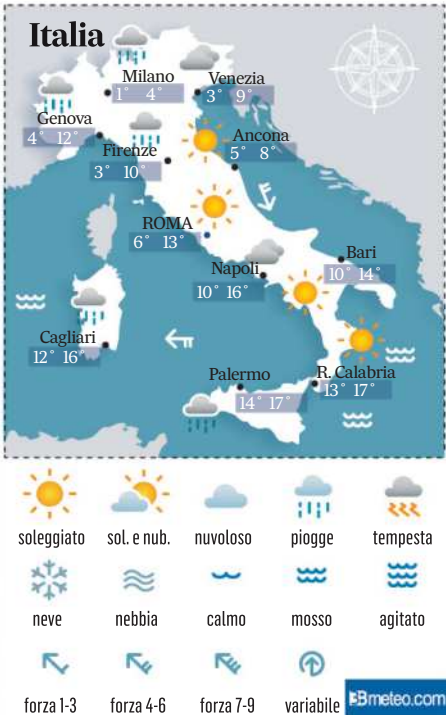 Italia
Milano
1° 4°
Venezia
3° 9°
Genova
4° 12°
Firenze
3° 10°
Ancona
5° 8°
ROMA
6° 13°
Napoli
10° 16°
Bari
10° 14°
Cagliari
12° 16°
Palermo
14° 17°
R. Calabria
13° 17°
soleggiato sol. e nub. nuvoloso piogge tempesta
neve nebbia calmo mosso agitato
forza 1-3 forza 4-6 forza 7-9 variabile
3Bmeteo.com